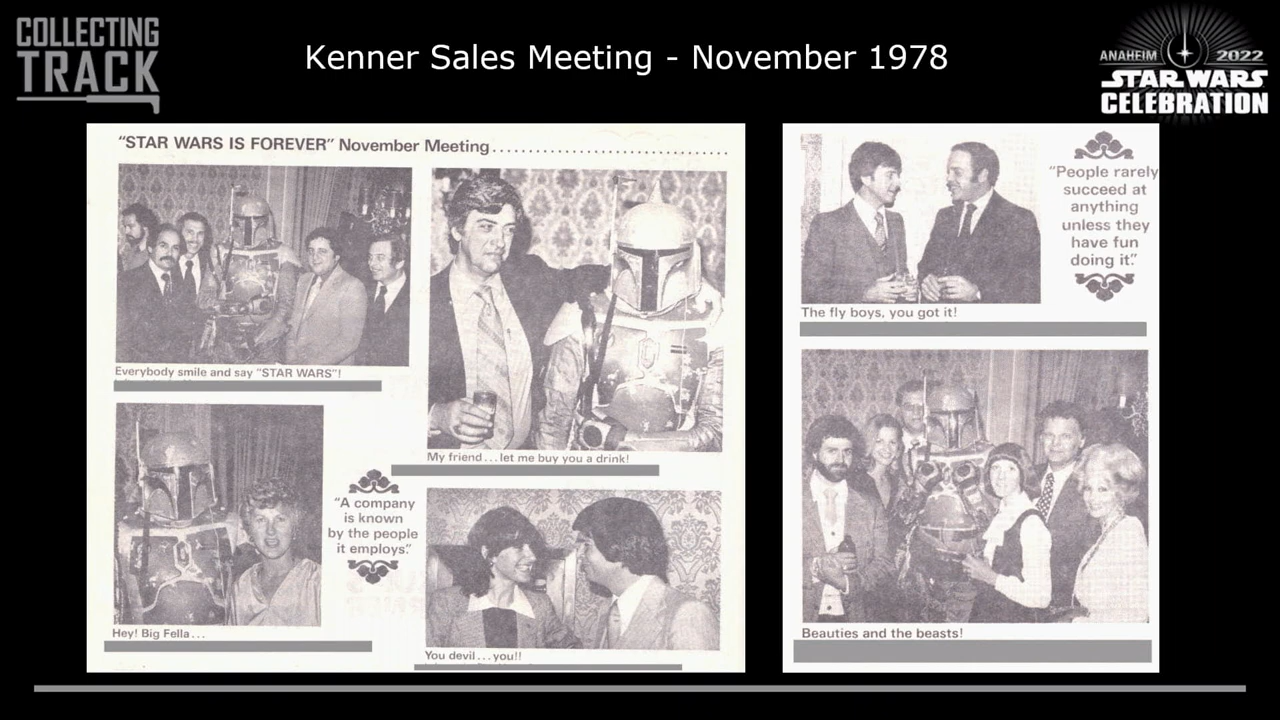 COLLECTING
TRACK
Kenner Sales Meeting - November 1978
ANAHEIM 2022
STAR WARS
CELEBRATION
"STAR WARS IS FOREVER" November Meeting..................................
Everybody smile and say "STAR WARS"!
My friend...let me buy you a drink!
Hey! Big Fella...
"A company
is known
by the people
it employs."
You devil...you!!
"People rarely
succeed at
anything
unless they
have fun
doing it."
The fly boys, you got it!
Beauties and the beasts!